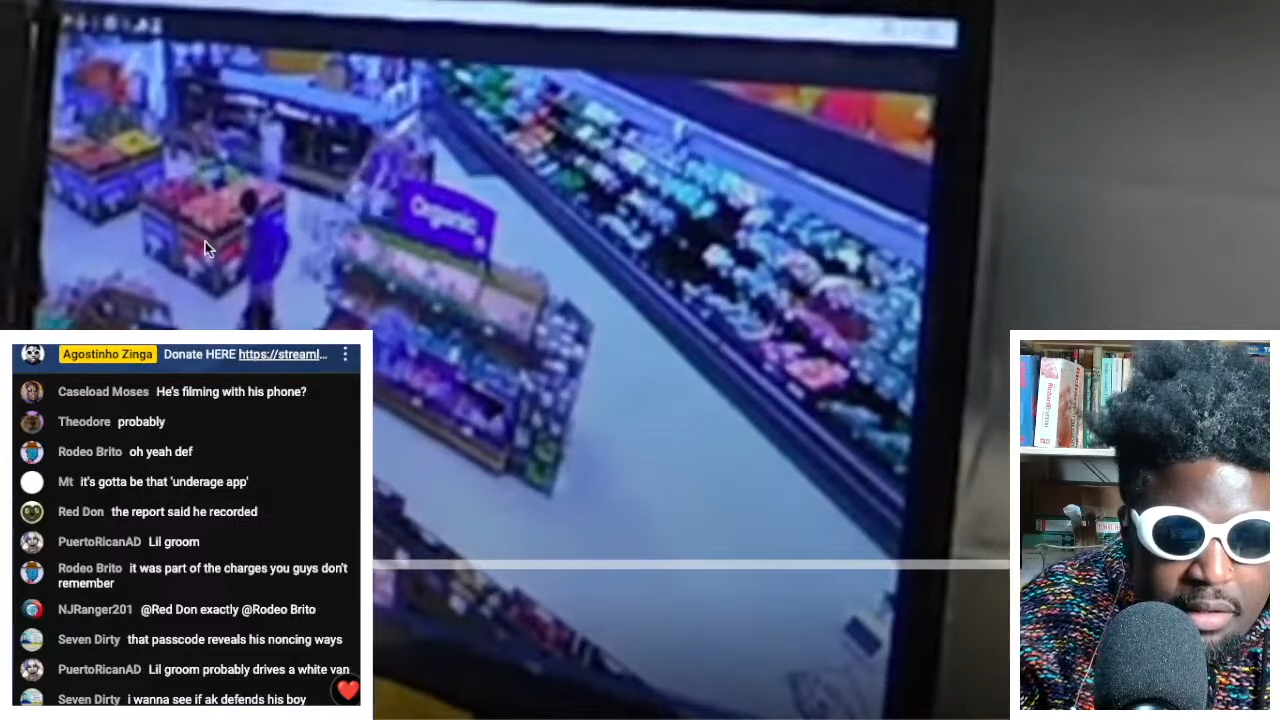 Organic
Agostinho Zinga Donate HERE https://streaml...
Caseload Moses He's filming with his phone?
Theodore probably
Rodeo Brito oh yeah def
Mt it's gotta be that 'underage app'
Red Don the report said he recorded
PuertoRicanAD Lil groom
Rodeo Brito it was part of the charges you guys don't
remember
NJRanger201 @Red Don exactly @Rodeo Brito
Seven Dirty that passcode reveals his noncing ways
PuertoRicanAD Lil groom probably drives a white van
Seven Dirty i wanna see if ak defends his boy